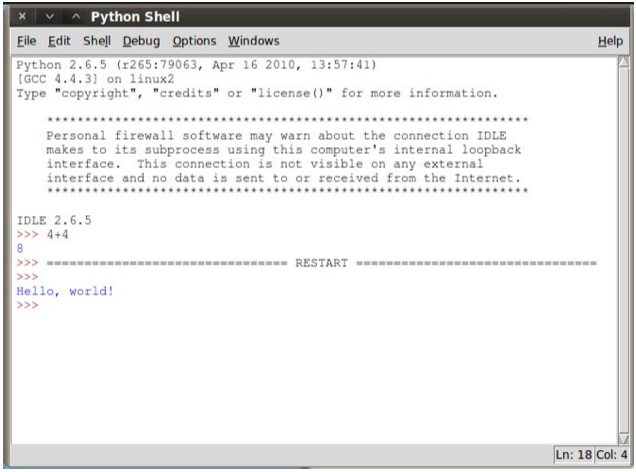 Python Shell
File Edit Shell Debug Options Windows Help
Python 2.6.5 (r265:79063, Apr 16 2010, 13:57:41)
[GCC 4.4.3] on linux2
Type "copyright", "credits" or "license()" for more information.
****************************************************************
Personal firewall software may warn about the connection IDLE
makes to its subprocess using this computer's internal loopback
interface.  This connection is not visible on any external
interface and no data is sent to or received from the Internet.
****************************************************************
IDLE 2.6.5
>>> 4+4
8
>>> ================================ RESTART ================================
>>>
Hello, world!
>>>
Ln: 18 Col: 4